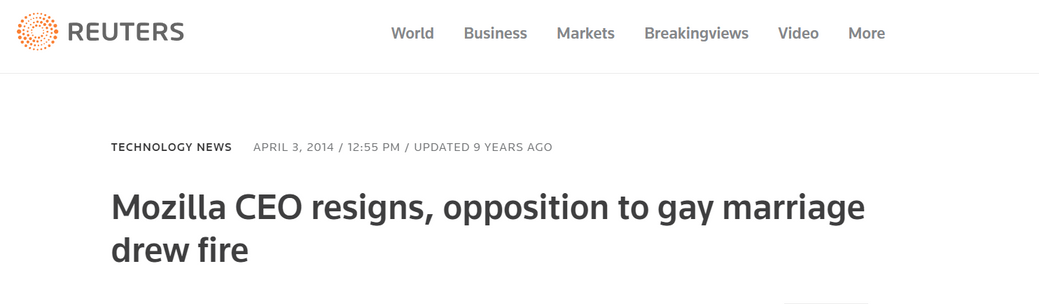 REUTERS World Business Markets Breakingviews Video More
TECHNOLOGY NEWS APRIL 3, 2014 / 12:55 PM / UPDATED 9 YEARS AGO
Mozilla CEO resigns, opposition to gay marriage
drew fire